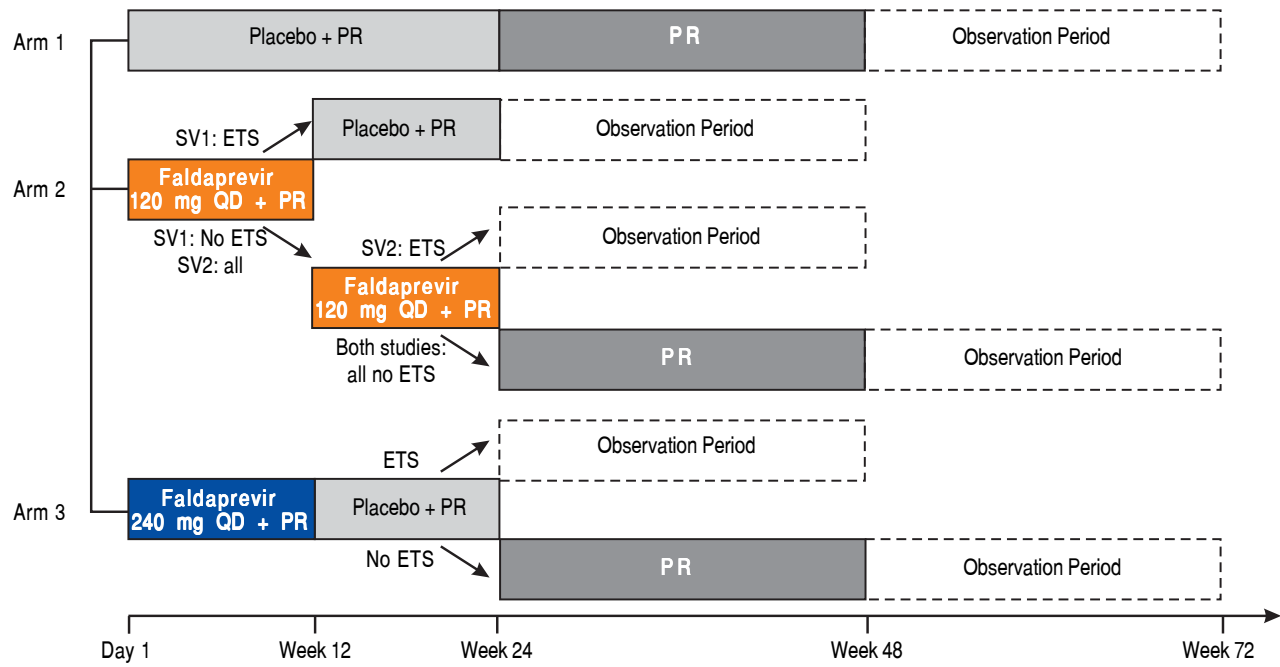 Arm 1
Placebo + PR
PR
Observation Period
SV1: ETS
Placebo + PR
Observation Period
Arm 2
Faldaprevir
120 mg QD + PR
SV1: No ETS
SV2: all
SV2: ETS
Observation Period
Faldaprevir
120 mg QD + PR
Both studies:
all no ETS
PR
Observation Period
ETS
Observation Period
Arm 3
Faldaprevir
240 mg QD + PR
Placebo + PR
No ETS
PR
Observation Period
Day 1
Week 12
Week 24
Week 48
Week 72